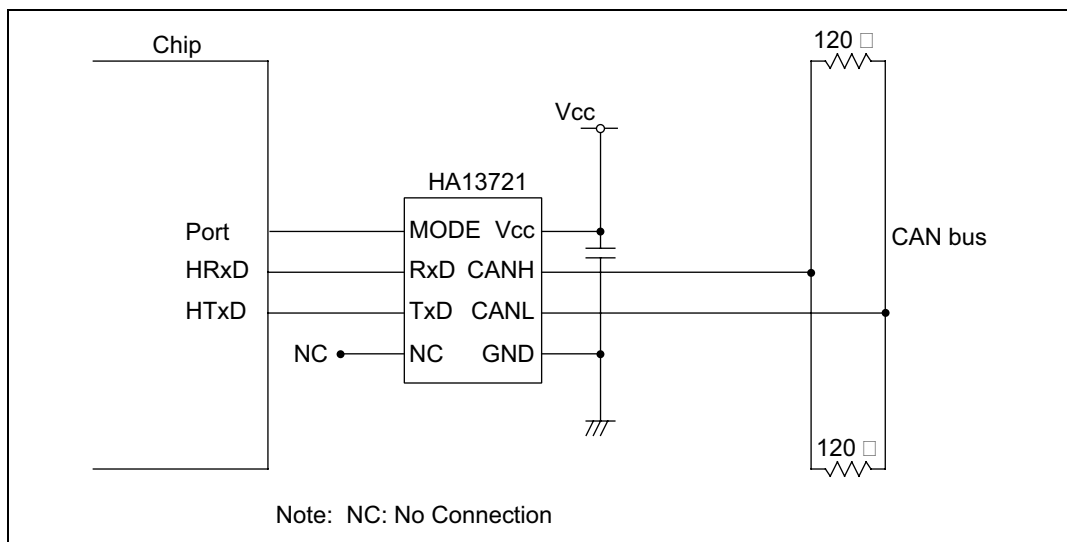 Chip
120 □
Vcc
HA13721
Port
MODE Vcc
CAN bus
HRxD
RxD CANH
HTxD
TxD CANL
NC
NC GND
120 □
Note: NC: No Connection